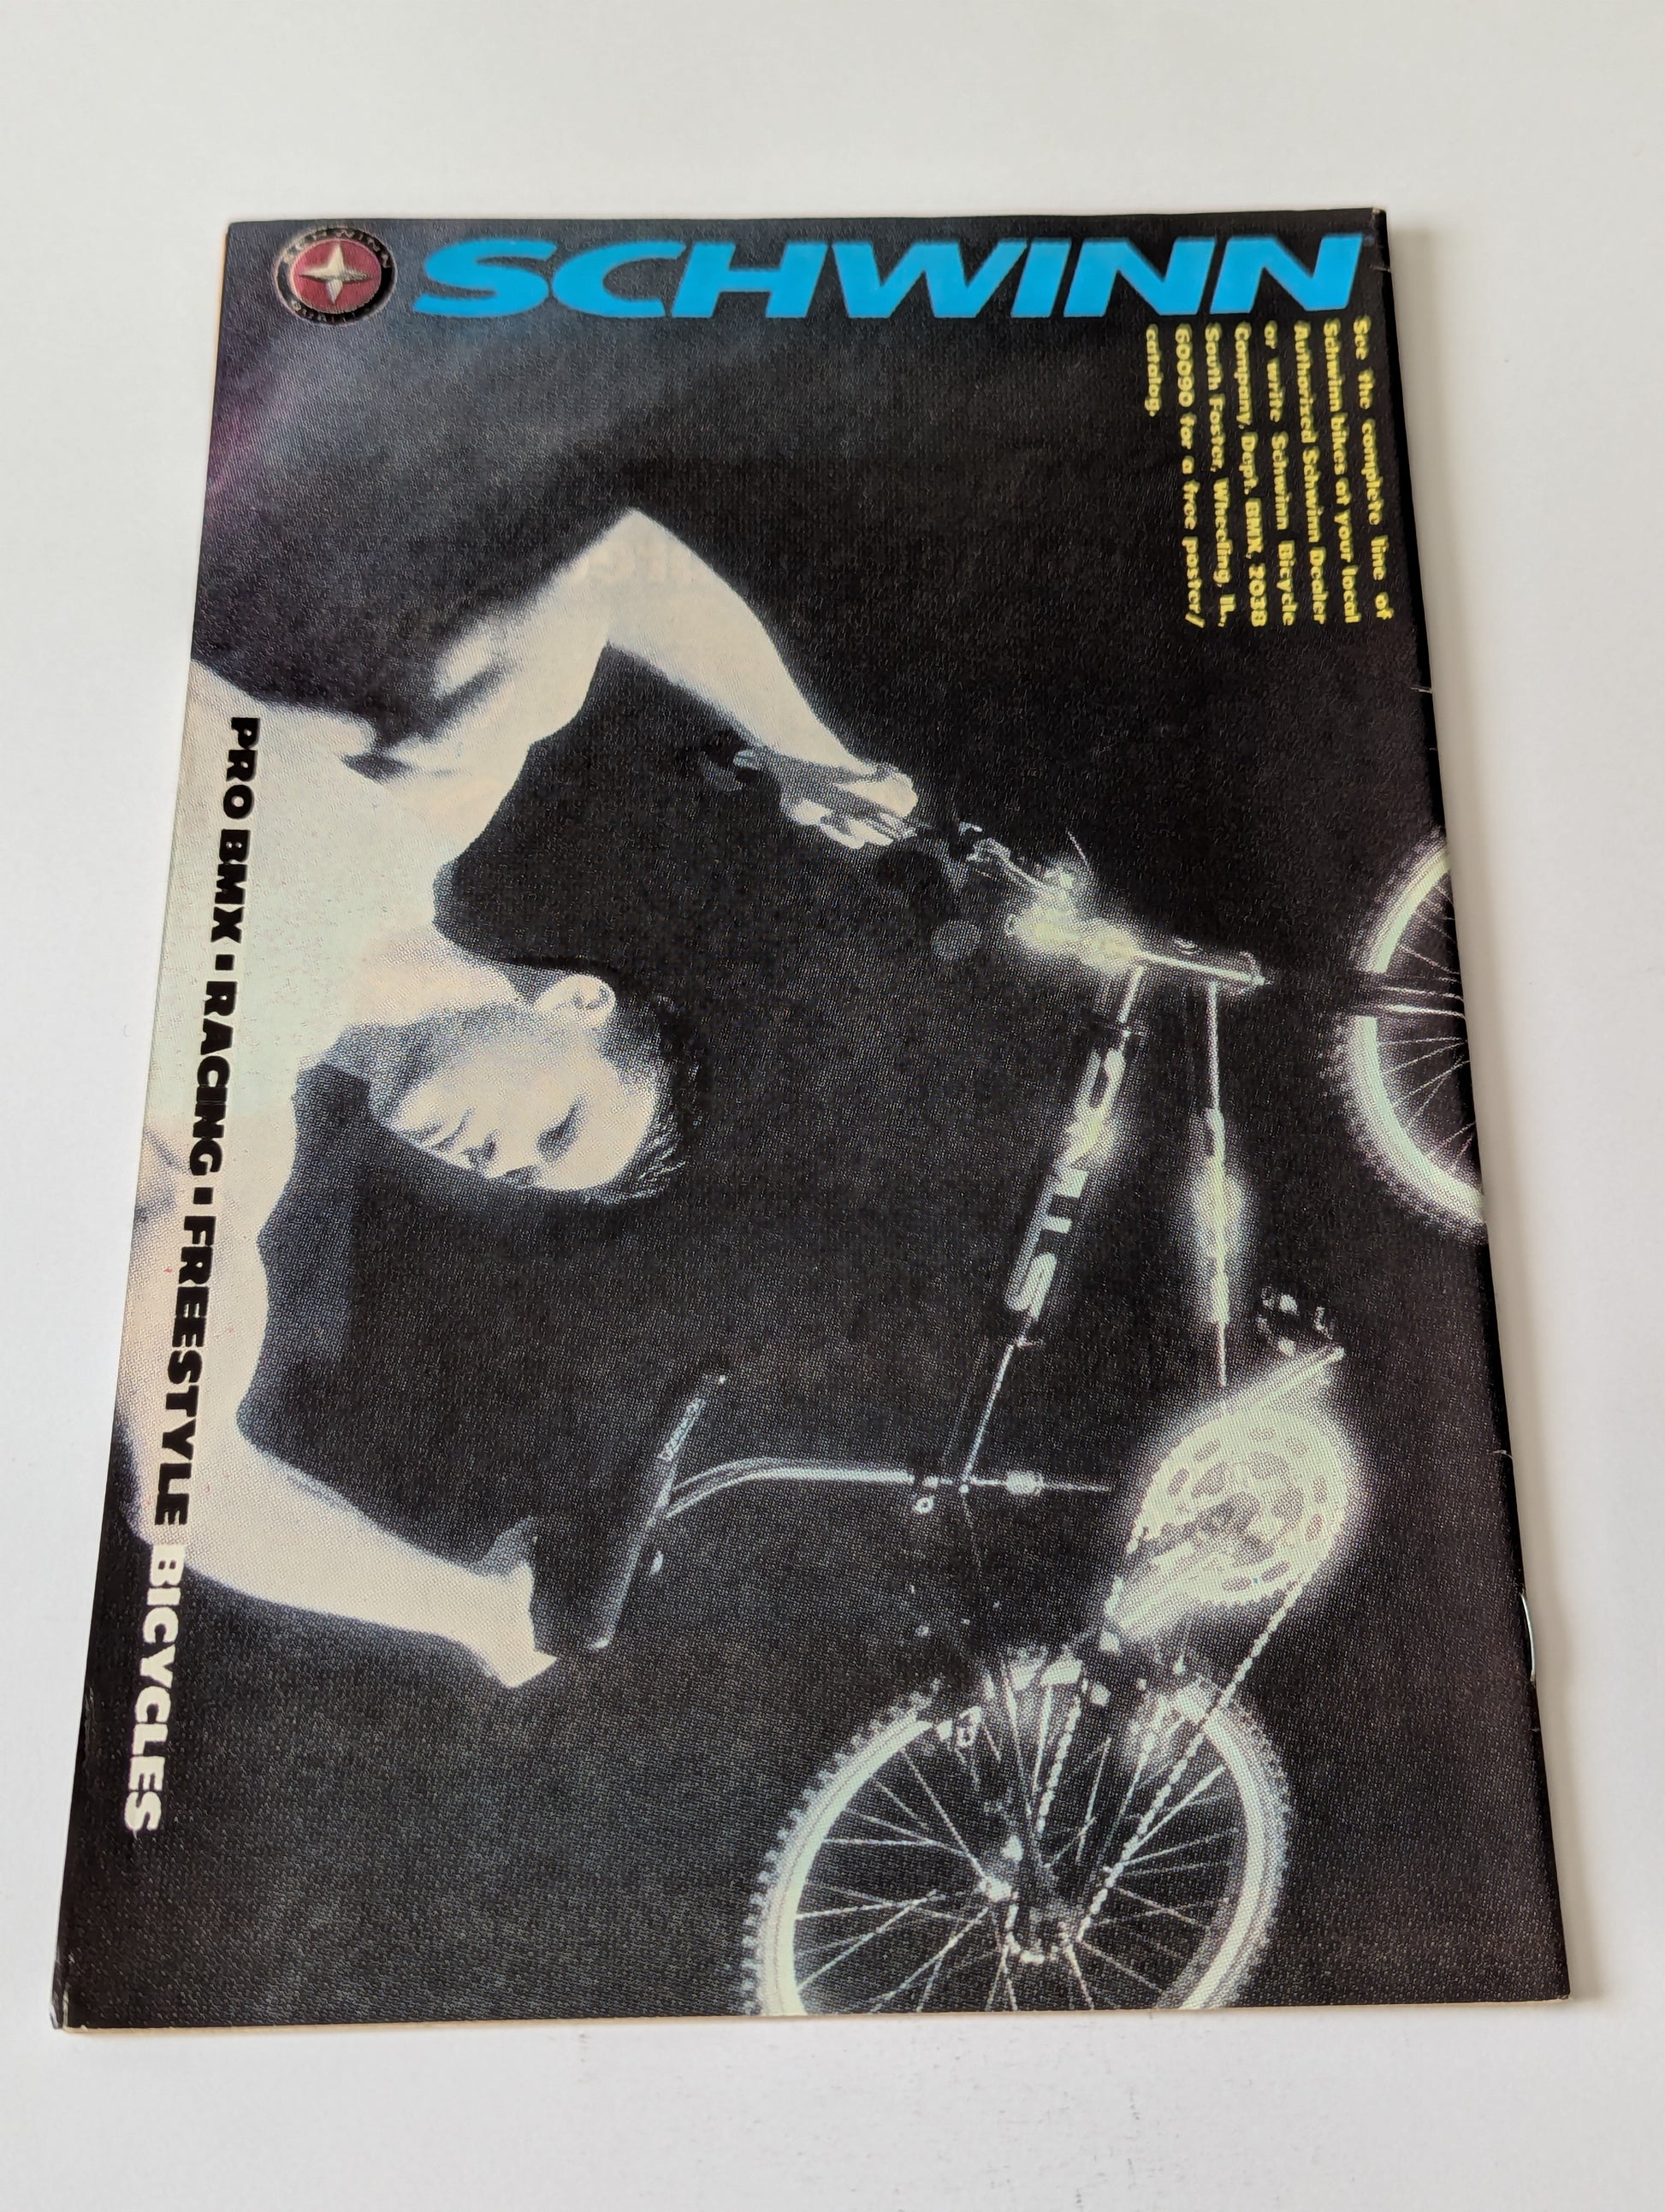 SCHWINN
SCHWINN
See the complete line of
Schwinn bikes at your local
Authorized Schwinn Dealer
or write Schwinn Bicycle
Company, Dept. BMX, 2038
South Foster, Wheeling, IL,
60090 for a free poster/
catalog.
PRO BMX • RACING • FREESTYLE BICYCLES